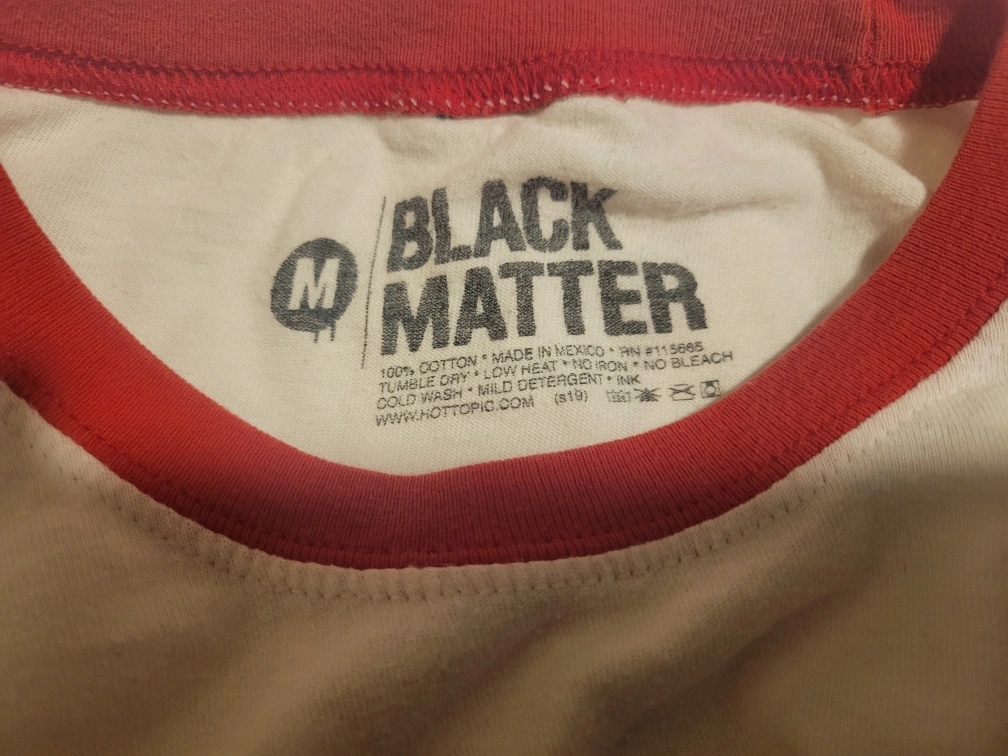 M
BLACK
MATTER
100% COTTON * MADE IN MEXICO * RN #115665
TUMBLE DRY * LOW HEAT * NO IRON * NO BLEACH
COLD WASH * MILD DETERGENT * INK
WWW.HOTTOPIC.COM (s19)